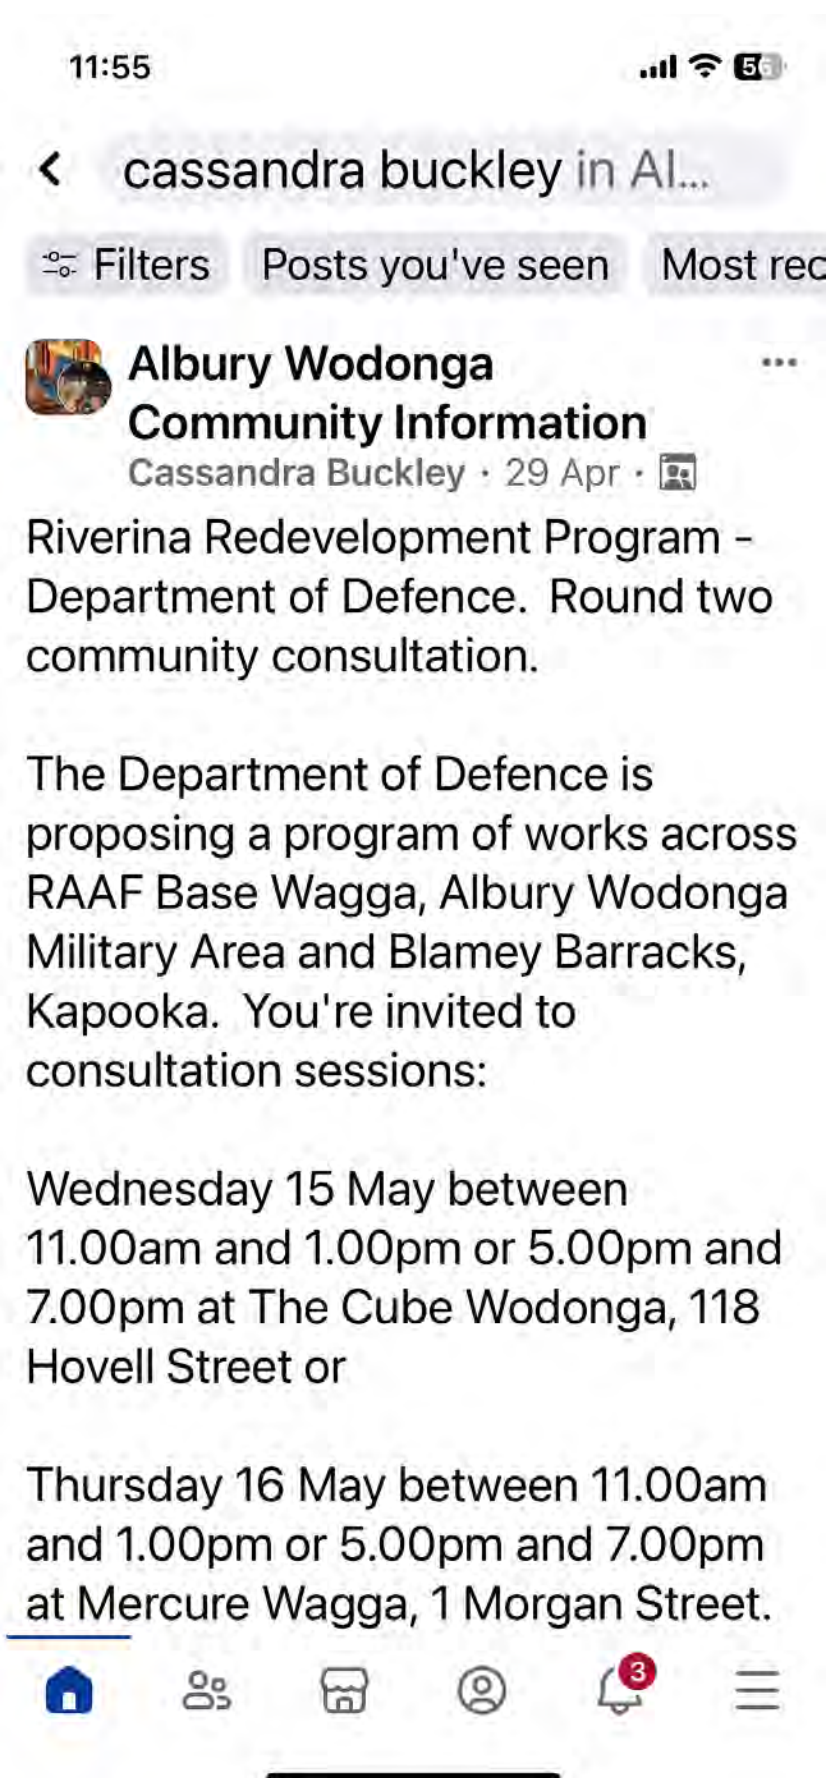 11:55
cassandra buckley in Al...
Filters
Posts you've seen
Most rec
Albury Wodonga
Community Information
Cassandra Buckley · 29 Apr ·
Riverina Redevelopment Program -
Department of Defence.  Round two
community consultation.
The Department of Defence is
proposing a program of works across
RAAF Base Wagga, Albury Wodonga
Military Area and Blamey Barracks,
Kapooka.  You're invited to
consultation sessions:
Wednesday 15 May between
11.00am and 1.00pm or 5.00pm and
7.00pm at The Cube Wodonga, 118
Hovell Street or
Thursday 16 May between 11.00am
and 1.00pm or 5.00pm and 7.00pm
at Mercure Wagga, 1 Morgan Street.
3